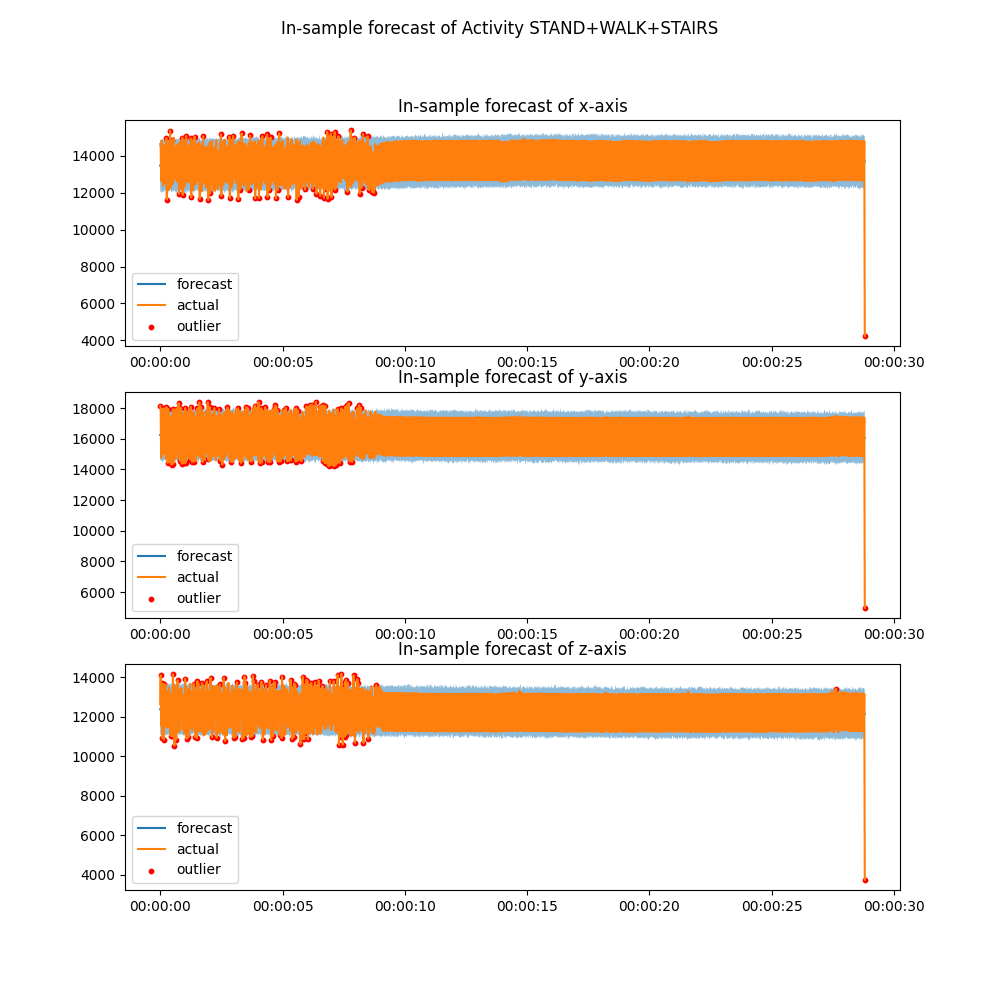 In-sample forecast of Activity STAND+WALK+STAIRS
In-sample forecast of x-axis
14000
12000
10000
8000
6000
4000
forecast
actual
outlier
00:00:00 00:00:05 00:00:10 00:00:15 00:00:20 00:00:25 00:00:30
In-sample forecast of y-axis
18000
16000
14000
12000
10000
8000
6000
forecast
actual
outlier
00:00:00 00:00:05 00:00:10 00:00:15 00:00:20 00:00:25 00:00:30
In-sample forecast of z-axis
14000
12000
10000
8000
6000
4000
forecast
actual
outlier
00:00:00 00:00:05 00:00:10 00:00:15 00:00:20 00:00:25 00:00:30